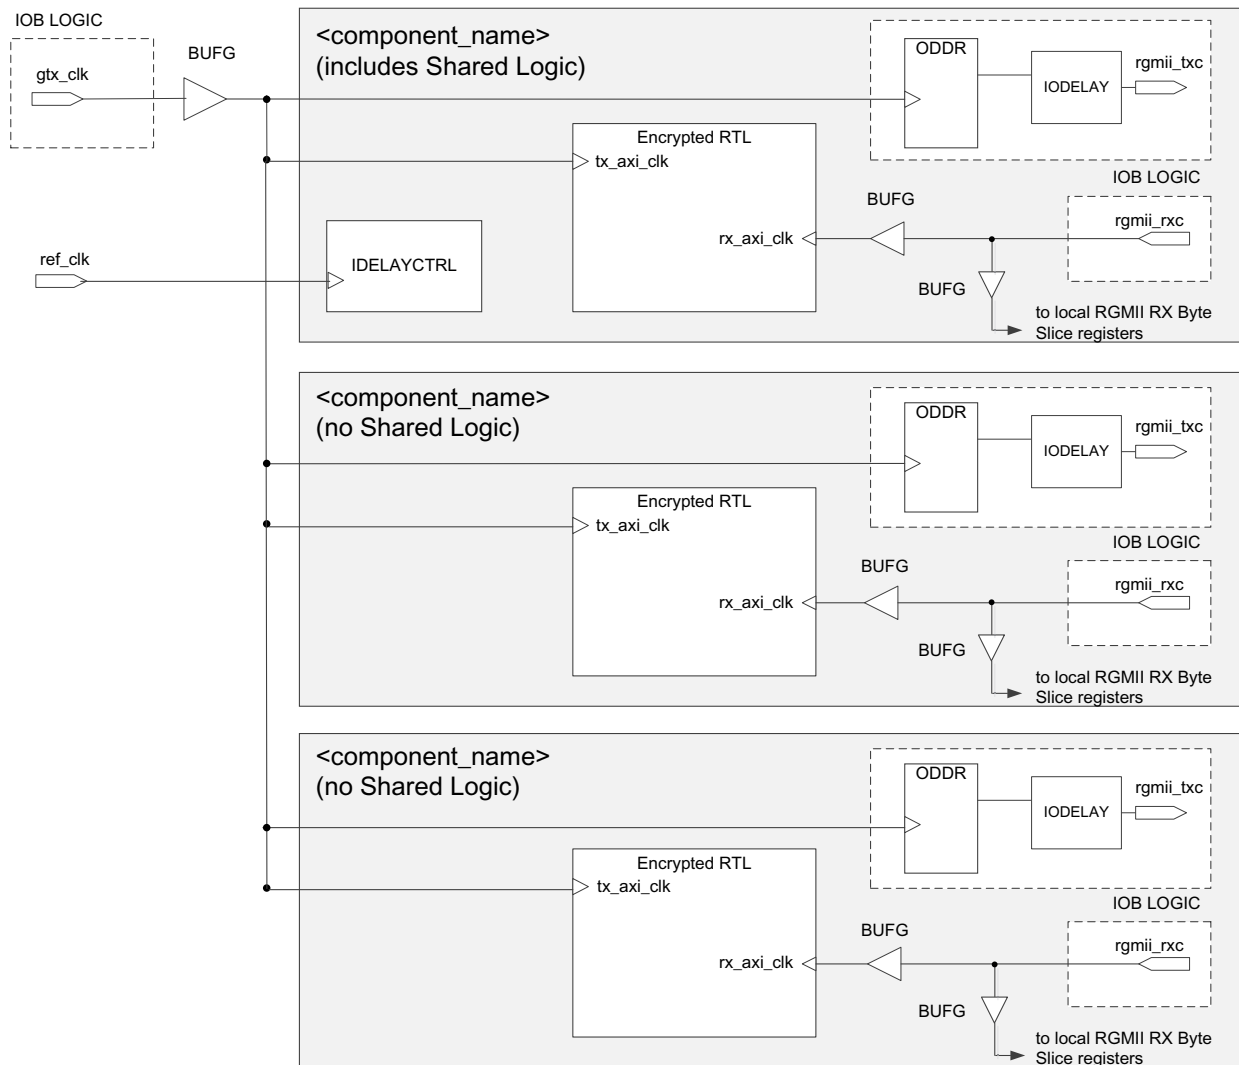 IOB LOGIC
gtx_clk
BUFG
ref_clk
<component_name>
(includes Shared Logic)
ODDR
IODELAY
rgmii_txc
Encrypted RTL
tx_axi_clk
rx_axi_clk
IDELAYCTRL
BUFG
IOB LOGIC
rgmii_rxc
BUFG
to local RGMII RX Byte
Slice registers
<component_name>
(no Shared Logic)
ODDR
IODELAY
rgmii_txc
Encrypted RTL
tx_axi_clk
rx_axi_clk
BUFG
IOB LOGIC
rgmii_rxc
BUFG
to local RGMII RX Byte
Slice registers
<component_name>
(no Shared Logic)
ODDR
IODELAY
rgmii_txc
Encrypted RTL
tx_axi_clk
rx_axi_clk
BUFG
IOB LOGIC
rgmii_rxc
BUFG
to local RGMII RX Byte
Slice registers